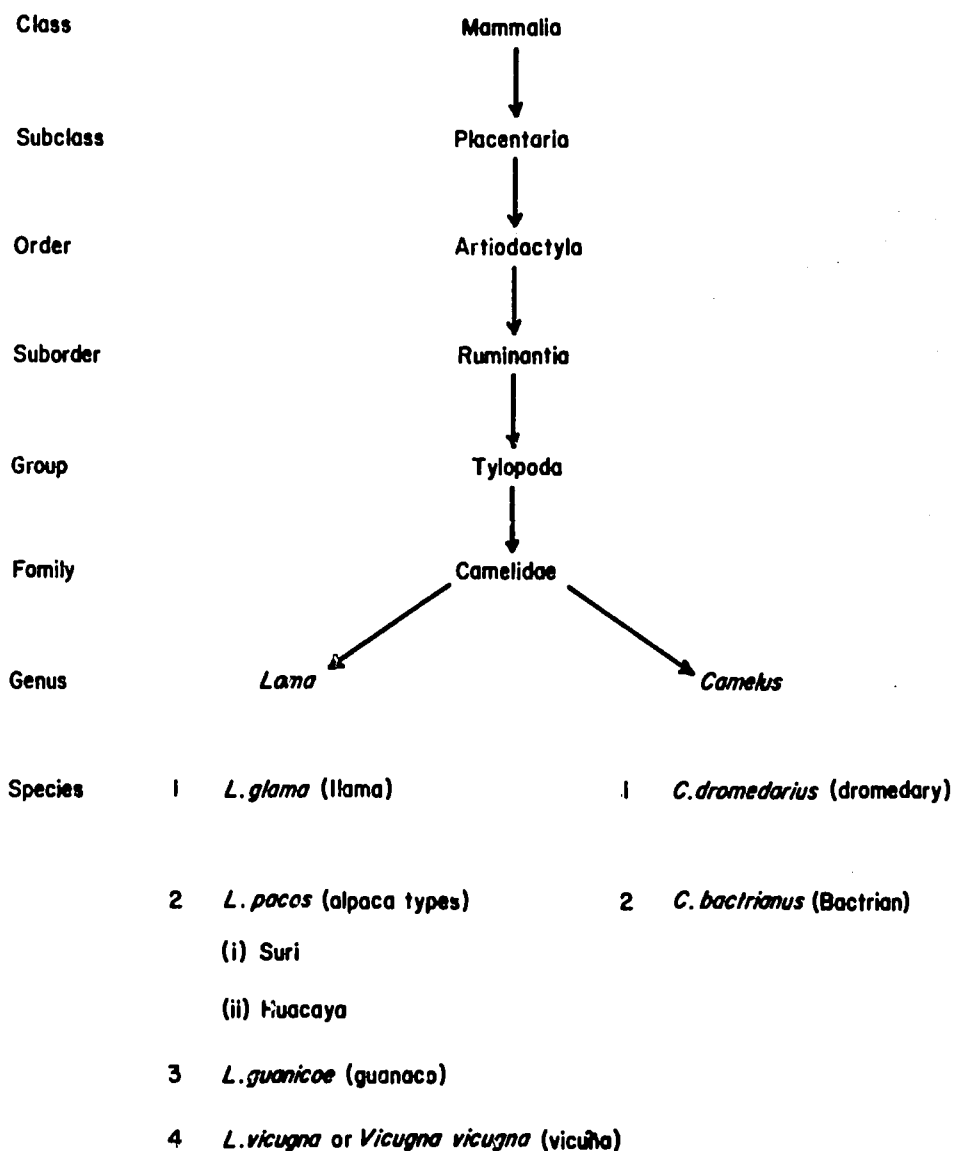 Class Mammalia
Subclass Placentaria
Order Artiodactyla
Suborder Ruminantia
Group Tylopoda
Family Camelidae
Genus Lama Camelus
Species 1 L. glama (llama) 1 C. dromedarius (dromedary)
2 L. pacos (alpaca types) 2 C. bactrianus (Bactrian)
(i) Suri
(ii) Huacaya
3 L. guanicoe (guanaco)
4 L. vicugna or Vicugna vicugna (vicuña)